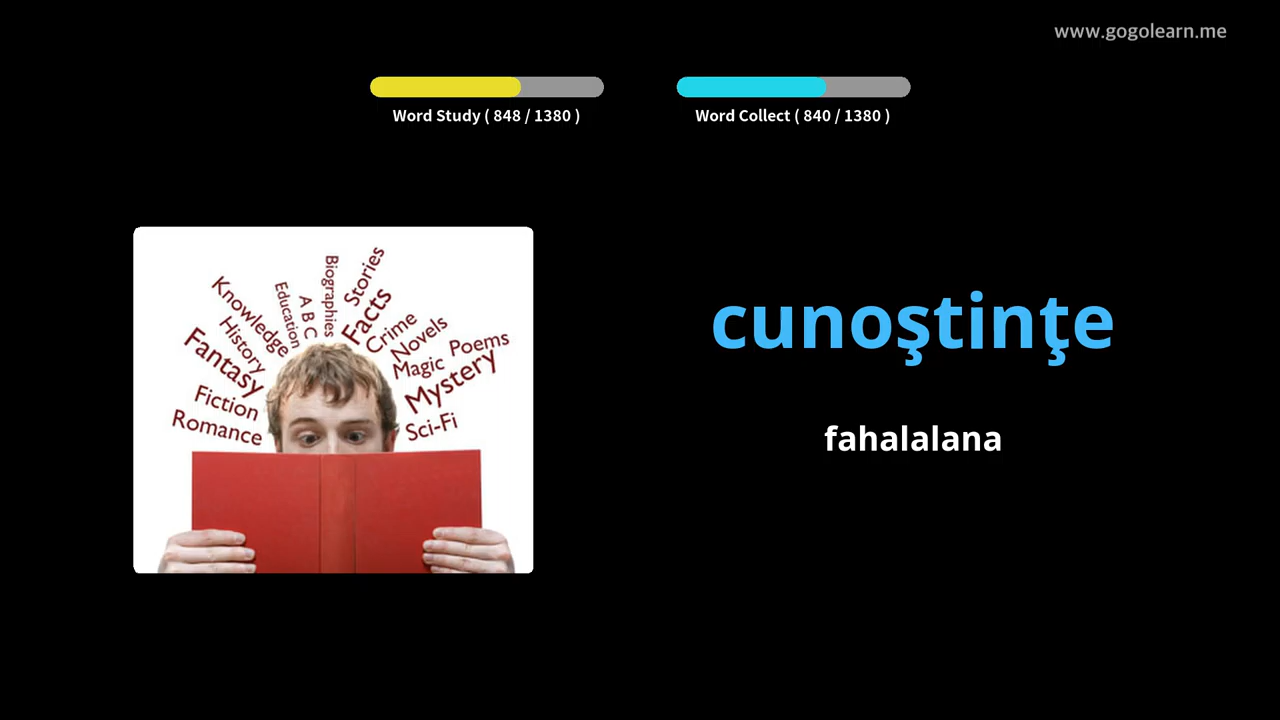 www.gogolearn.me
Word Study ( 848 / 1380 )
Word Collect ( 840 / 1380 )
Knowledge
Education
A B C
Biographies
Stories
Facts
History
Crime
Novels
Poems
Fantasy
Magic
Mystery
Fiction
Romance
Sci-Fi
cunoştinţe
fahalalana